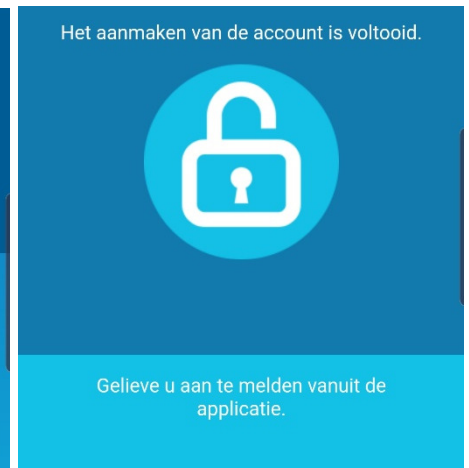 Het aanmaken van de account is voltooid.
Gelieve u aan te melden vanuit de
applicatie.